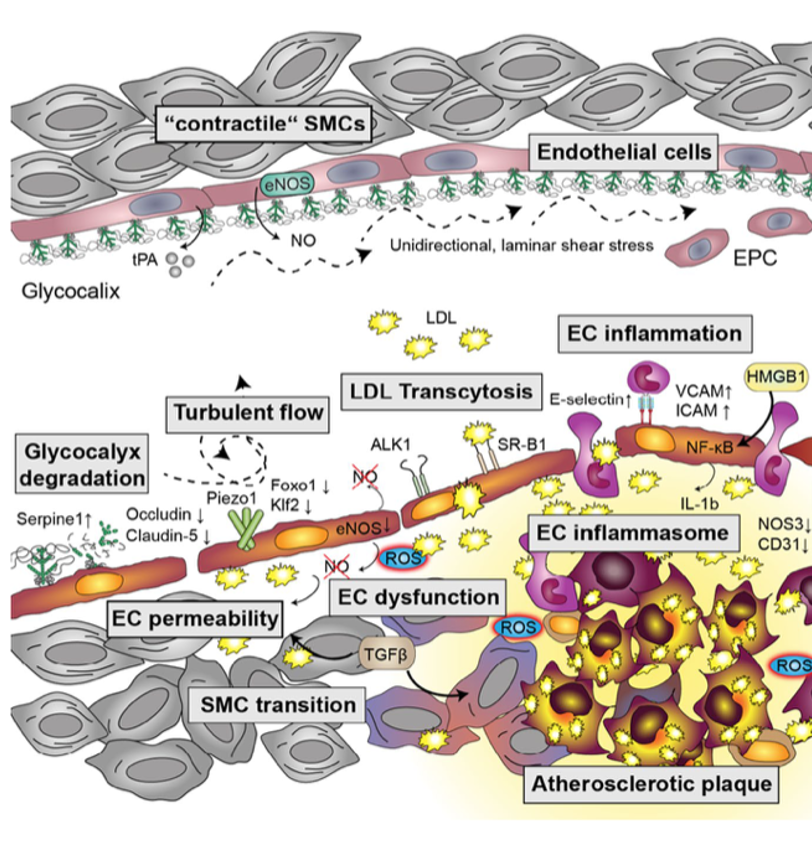 “contractile“ SMCs
Endothelial cells
eNOS
NO
tPA
Unidirectional, laminar shear stress
EPC
Glycocalix
LDL
EC inflammation
LDL Transcytosis
HMGB1
E-selectin↑
VCAM↑
ICAM ↑
Turbulent flow
Glycocalyx
degradation
ALK1
SR-B1
NF-κB
NO
Foxo1 ↓
Klf2 ↓
Piezo1
IL-1b
Serpine1↑
Occludin ↓
Claudin-5 ↓
eNOS↓
EC inflammasome
NOS3↓
CD31↓
ROS
NO
EC dysfunction
EC permeability
ROS
TGFβ
ROS
SMC transition
Atherosclerotic plaque